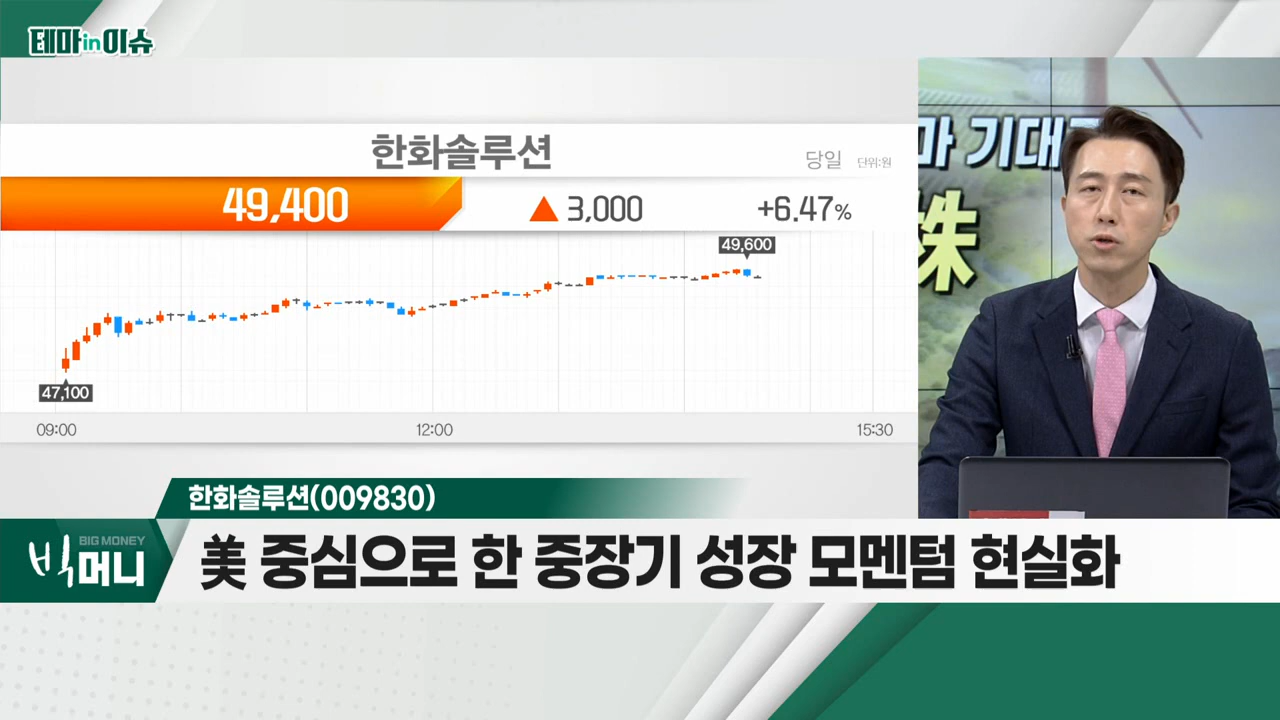 테마in이슈
마 기대
株
한화솔루션
당일 단위:원
49,400 ▲ 3,000 +6.47%
49,600
47,100
09:00 12:00 15:30
한화솔루션(009830)
BIG MONEY
빅머니
美 중심으로 한 중장기 성장 모멘텀 현실화